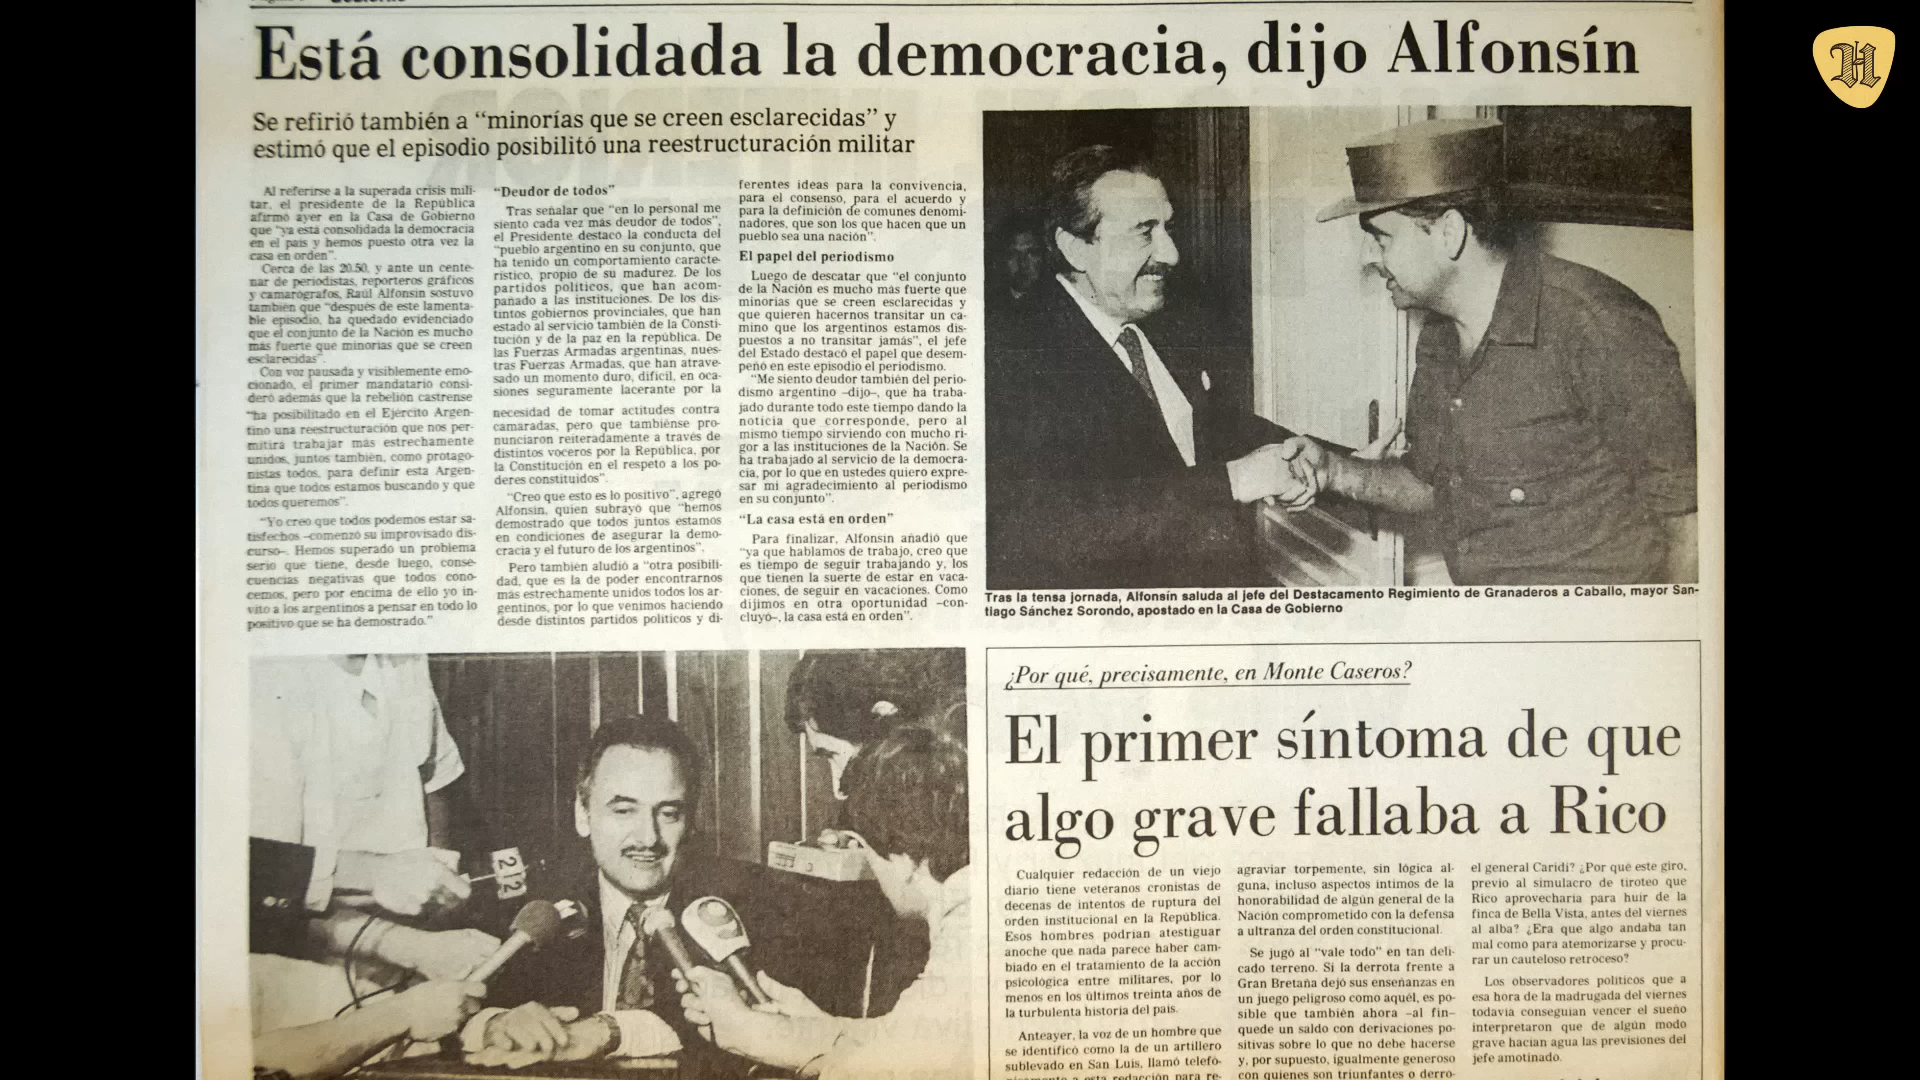 Está consolidada la democracia, dijo Alfonsín
Se refirió también a “minorías que se creen esclarecidas” y
estimó que el episodio posibilitó una reestructuración militar
Al referirse a la superada crisis mili-
tar, el presidente de la República
afirmó ayer en la Casa de Gobierno
que “ya está consolidada la democracia
en el país y hemos puesto otra vez la
casa en orden”.
Cerca de las 20.50, y ante un cente-
nar de periodistas, reporteros gráficos
y camarógrafos, Raúl Alfonsín sostuvo
también que “después de este lamenta-
ble episodio, ha quedado evidenciado
que el conjunto de la Nación es mucho
más fuerte que minorías que se creen
esclarecidas”.
Con voz pausada y visiblemente emo-
cionado, el primer mandatario consi-
deró además que la rebelión castrense
“ha posibilitado en el Ejército Argen-
tino una reestructuración que nos per-
mitirá trabajar más estrechamente
unidos, juntos también, como protago-
nistas todos, para definir esta Argen-
tina que todos estamos buscando y que
todos queremos”.
“Yo creo que todos podemos estar sa-
tisfechos –comenzó su improvisado dis-
curso–. Hemos superado un problema
serio que tiene, desde luego, conse-
cuencias negativas que todos cono-
cemos, pero por encima de ello yo in-
vito a los argentinos a pensar en todo lo
positivo que se ha demostrado.”
“Deudor de todos”
Tras señalar que “en lo personal me
siento cada vez más deudor de todos”,
el Presidente destacó la conducta del
“pueblo argentino en su conjunto, que
ha tenido un comportamiento caracte-
rístico, propio de su madurez. De los
partidos políticos, que han acom-
pañado a las instituciones. De los dis-
tintos gobiernos provinciales, que han
estado al servicio también de la Consti-
tución y de la paz en la república. De
las Fuerzas Armadas argentinas, nues-
tras Fuerzas Armadas, que han atrave-
sado un momento duro, difícil, en oca-
siones seguramente lacerante por la
necesidad de tomar actitudes contra
camaradas, pero que tambiénse pro-
nunciaron reiteradamente a través de
distintos voceros por la República, por
la Constitución en el respeto a los po-
deres constituidos”.
“Creo que esto es lo positivo”, agregó
Alfonsín, quien subrayó que “hemos
demostrado que todos juntos estamos
en condiciones de asegurar la demo-
cracia y el futuro de los argentinos”.
Pero también aludió a “otra posibili-
dad, que es la de poder encontrarnos
más estrechamente unidos todos los ar-
gentinos, por lo que venimos haciendo
desde distintos partidos políticos y di-
ferentes ideas para la convivencia,
para el consenso, para el acuerdo y
para la definición de comunes denomi-
nadores, que son los que hacen que un
pueblo sea una nación”.
El papel del periodismo
Luego de descatar que “el conjunto
de la Nación es mucho más fuerte que
minorías que se creen esclarecidas y
que quieren hacernos transitar un ca-
mino que los argentinos estamos dis-
puestos a no transitar jamás”, el jefe
del Estado destacó el papel que desem-
peñó en este episodio el periodismo.
“Me siento deudor también del perio-
dismo argentino –dijo–, que ha traba-
jado durante todo este tiempo dando la
noticia que corresponde, pero al
mismo tiempo sirviendo con mucho ri-
gor a las instituciones de la Nación. Se
ha trabajado al servicio de la democra-
cia, por lo que en ustedes quiero expre-
sar mi agradecimiento al periodismo
en su conjunto”.
“La casa está en orden”
Para finalizar, Alfonsín añadió que
“ya que hablamos de trabajo, creo que
es tiempo de seguir trabajando y, los
que tienen la suerte de estar en vaca-
ciones, de seguir en vacaciones. Como
dijimos en otra oportunidad –con-
cluyó–, la casa está en orden”.
Tras la tensa jornada, Alfonsín saluda al jefe del Destacamento Regimiento de Granaderos a Caballo, mayor San-
tiago Sánchez Sorondo, apostado en la Casa de Gobierno
212
¿Por qué, precisamente, en Monte Caseros?
El primer síntoma de que
algo grave fallaba a Rico
Cualquier redacción de un viejo
diario tiene veteranos cronistas de
decenas de intentos de ruptura del
orden institucional en la República.
Esos hombres podrían atestiguar
anoche que nada parece haber cam-
biado en el tratamiento de la acción
psicológica entre militares, por lo
menos en los últimos treinta años de
la turbulenta historia del país.
Anteayer, la voz de un hombre que
se identificó como la de un artillero
sublevado en San Luis, llamó telefó-
agraviar torpemente, sin lógica al-
guna, incluso aspectos íntimos de la
honorabilidad de algún general de la
Nación comprometido con la defensa
a ultranza del orden constitucional.
Se jugó al “vale todo” en tan deli-
cado terreno. Si la derrota frente a
Gran Bretaña dejó sus enseñanzas en
un juego peligroso como aquél, es po-
sible que también ahora –al fin–
quede un saldo con derivaciones po-
sitivas sobre lo que no debe hacerse
y, por supuesto, igualmente generoso
con quienes son triunfantes o derro-
el general Caridi? ¿Por qué este giro,
previo al simulacro de tiroteo que
Rico aprovecharía para huir de la
finca de Bella Vista, antes del viernes
al alba? ¿Era que algo andaba tan
mal como para atemorizarse y procu-
rar un cauteloso retroceso?
Los observadores políticos que a
esa hora de la madrugada del viernes
todavía conseguían vencer el sueño
interpretaron que de algún modo
grave hacían agua las previsiones del
jefe amotinado.
H